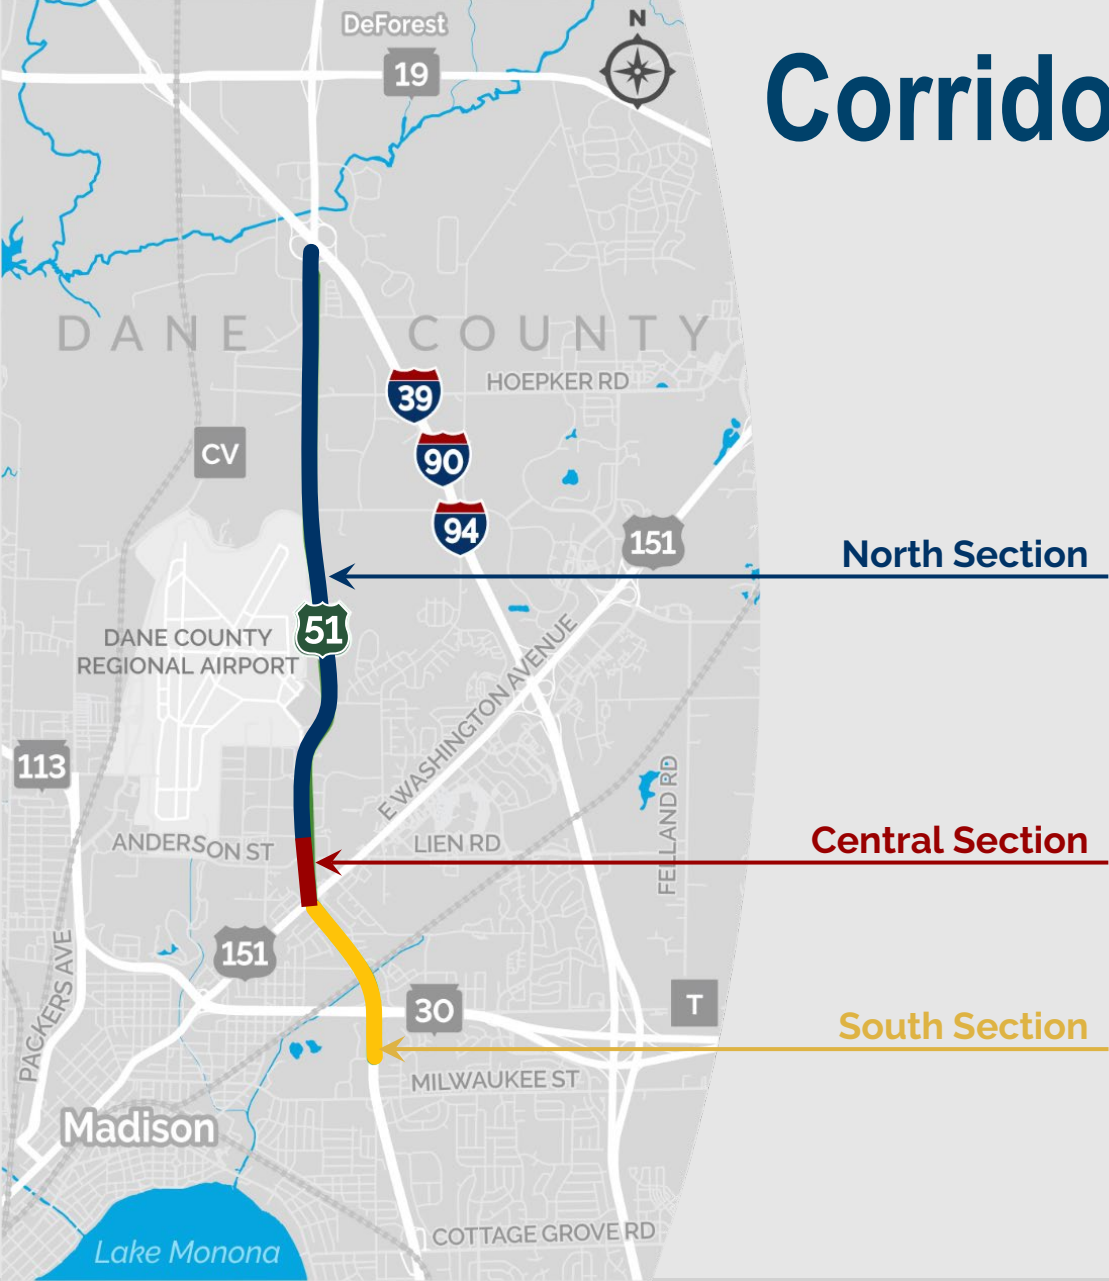 DeForest
N
19
Corrido
DANE COUNTY
HOEPKER RD
39
CV
90
94
151
North Section
51
DANE COUNTY
REGIONAL AIRPORT
E WASHINGTON AVENUE
113
FELLAND RD
ANDERSON ST
LIEN RD
Central Section
151
PACKERS AVE
30
T
South Section
MILWAUKEE ST
Madison
COTTAGE GROVE RD
Lake Monona